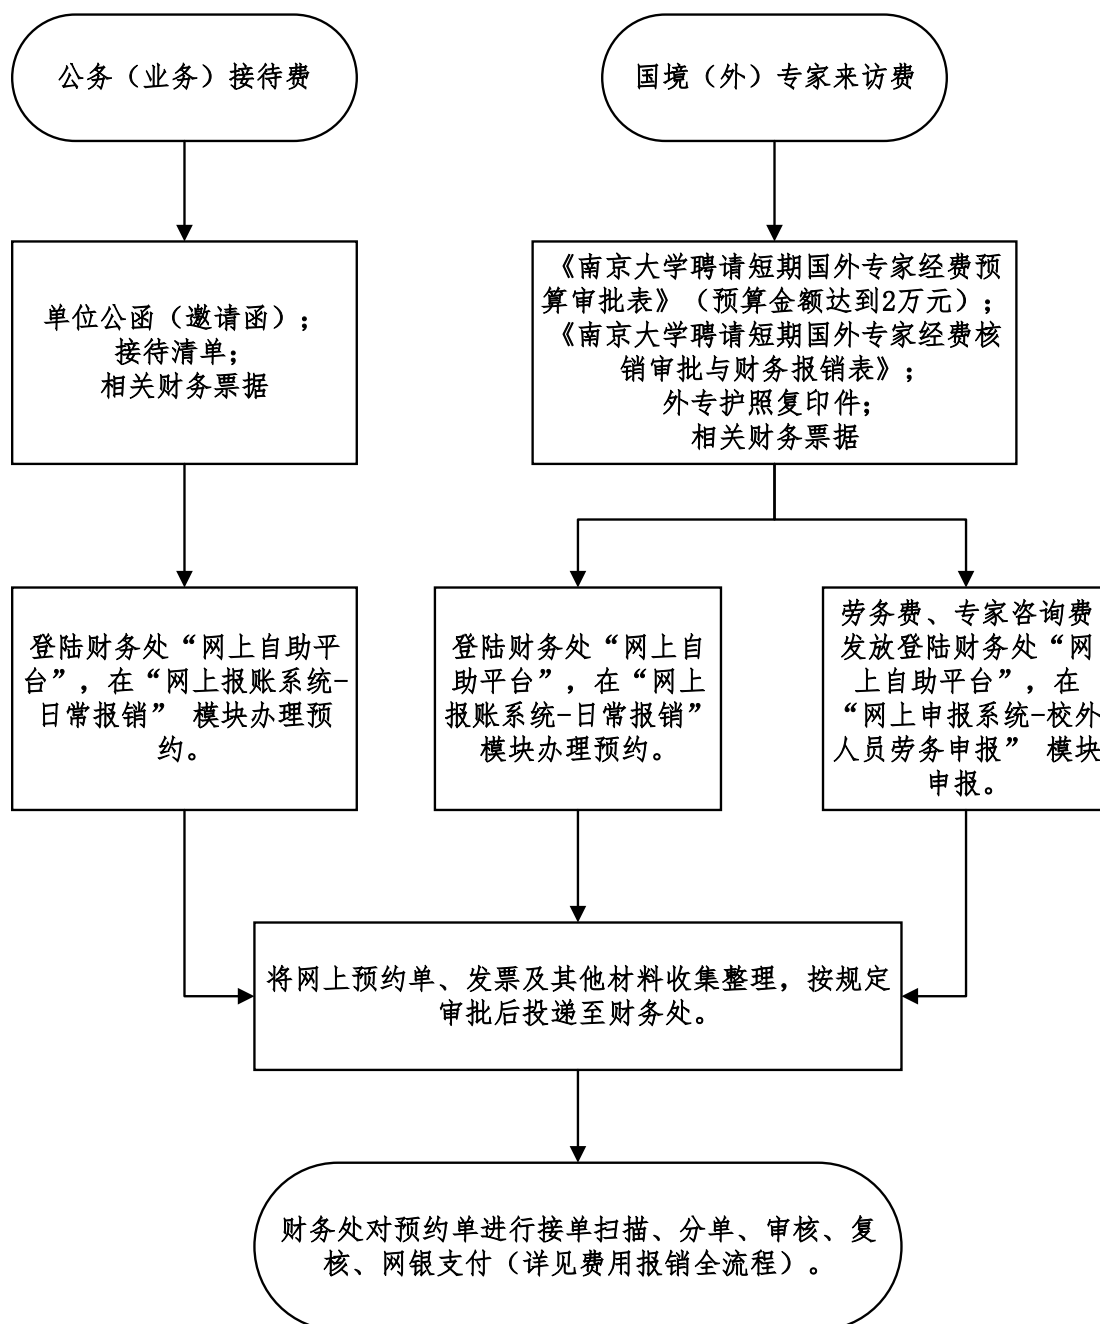 公务（业务）接待费
国境（外）专家来访费
单位公函（邀请函）；
接待清单；
相关财务票据
《南京大学聘请短期国外专家经费预
算审批表》（预算金额达到2万元）；
《南京大学聘请短期国外专家经费核
销审批与财务报销表》；
外专护照复印件；
相关财务票据
登陆财务处“网上自助平
台”，在“网上报账系统-
日常报销” 模块办理预
约。
登陆财务处“网上自
助平台”，在“网上
报账系统-日常报销”
模块办理预约。
劳务费、专家咨询费
发放登陆财务处“网
上自助平台”，在
“网上申报系统-校外
人员劳务申报” 模块
申报。
将网上预约单、发票及其他材料收集整理，按规定
审批后投递至财务处。
财务处对预约单进行接单扫描、分单、审核、复
核、网银支付（详见费用报销全流程）。